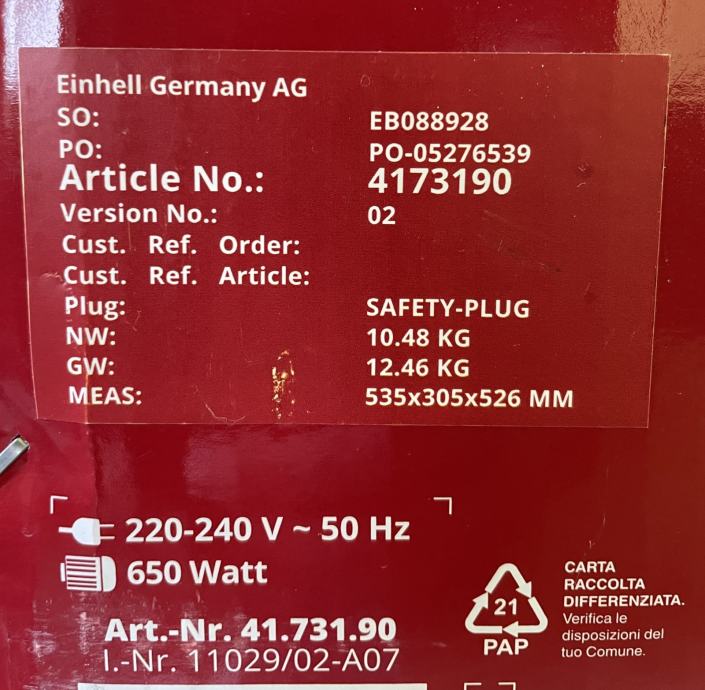 Einhell Germany AG
SO: EB088928
PO: PO-05276539
Article No.: 4173190
Version No.: 02
Cust. Ref. Order:
Cust. Ref. Article:
Plug: SAFETY-PLUG
NW: 10.48 KG
GW: 12.46 KG
MEAS: 535x305x526 MM
220-240 V ~ 50 Hz
650 Watt
Art.-Nr. 41.731.90
I.-Nr. 11029/02-A07
21
PAP
CARTA
RACCOLTA
DIFFERENZIATA.
Verifica le
disposizioni del
tuo Comune.